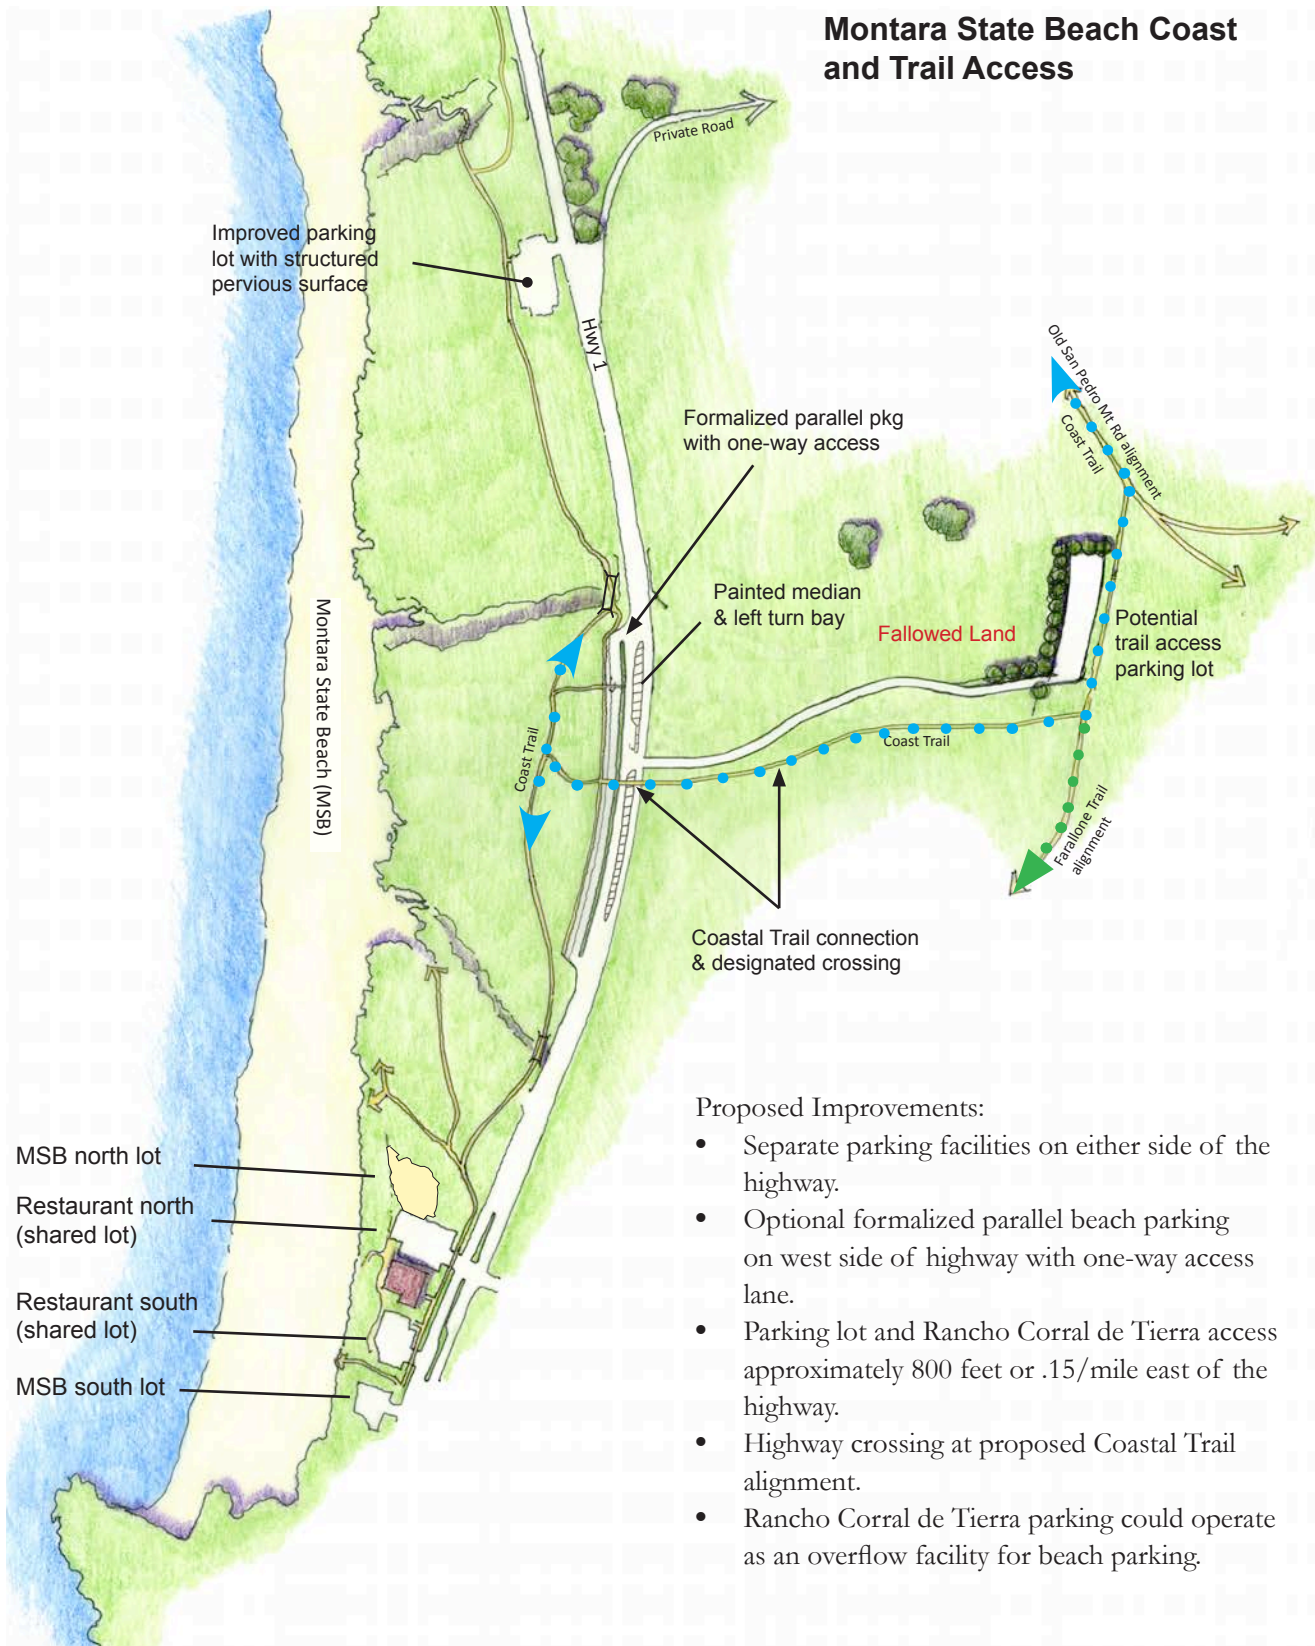 Montara State Beach Coast
and Trail Access
Private Road
Improved parking
lot with structured
pervious surface
Hwy 1
Old San Pedro Mt Rd alignment
Coast Trail
Formalized parallel pkg
with one-way access
Painted median
& left turn bay
Fallowed Land
Potential
trail access
parking lot
Montara State Beach (MSB)
Coast Trail
Coast Trail
Farallone Trail
alignment
Coastal Trail connection
& designated crossing
MSB north lot
Restaurant north
(shared lot)
Restaurant south
(shared lot)
MSB south lot
Proposed Improvements:
• Separate parking facilities on either side of the
highway.
• Optional formalized parallel beach parking
on west side of highway with one-way access
lane.
• Parking lot and Rancho Corral de Tierra access
approximately 800 feet or .15/mile east of the
highway.
• Highway crossing at proposed Coastal Trail
alignment.
• Rancho Corral de Tierra parking could operate
as an overflow facility for beach parking.